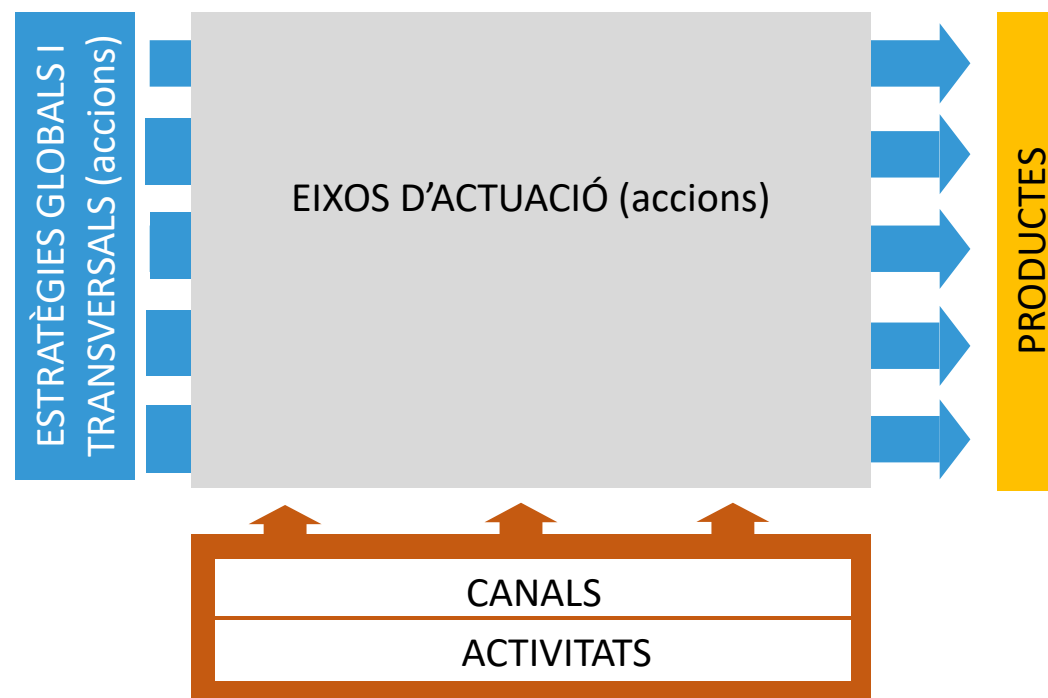 ESTRATÈGIES GLOBALS I
TRANSVERSALS (accions)
EIXOS D’ACTUACIÓ (accions)
PRODUCTES
CANALS
ACTIVITATS